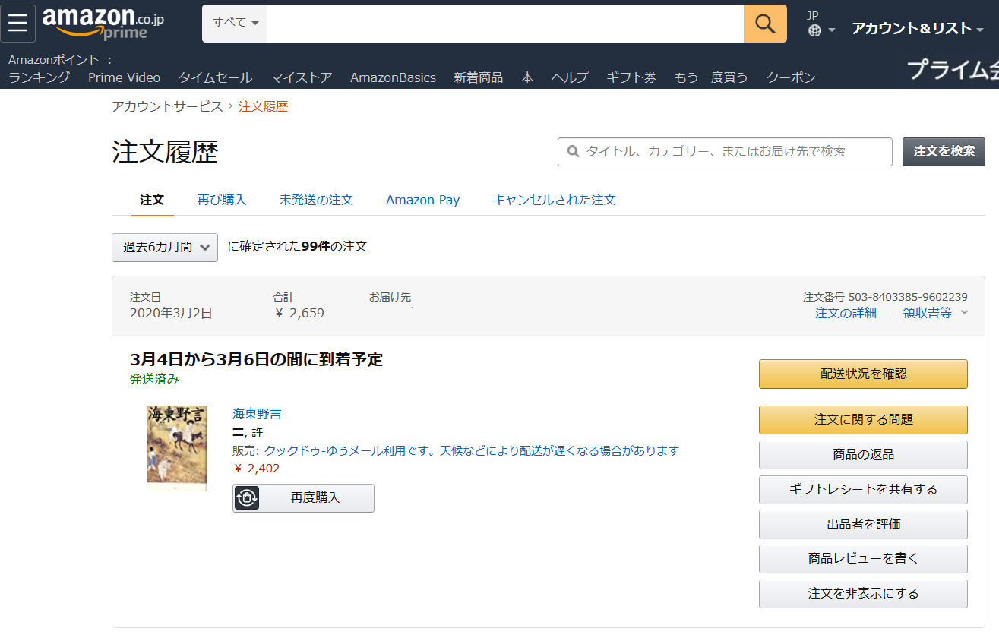 amazon.co.jp
prime
すべて
JP
アカウント&リスト
Amazonポイント ：
ランキング Prime Video タイムセール マイストア AmazonBasics 新着商品 本 ヘルプ ギフト券 もう一度買う クーポン
プライム会
アカウントサービス › 注文履歴
注文履歴
タイトル、カテゴリー、またはお届け先で検索
注文を検索
注文 再び購入 未発送の注文 Amazon Pay キャンセルされた注文
過去6カ月間 に確定された99件の注文
注文日 合計 お届け先 注文番号 503-8403385-9602239
2020年3月2日 ￥ 2,659 注文の詳細 領収書等
3月4日から3月6日の間に到着予定
発送済み
配送状況を確認
海東野言
海東野言
二, 許
販売: クックドゥ-ゆうメール利用です。天候などにより配送が遅くなる場合があります
￥ 2,402
再度購入
注文に関する問題
商品の返品
ギフトレシートを共有する
出品者を評価
商品レビューを書く
注文を非表示にする